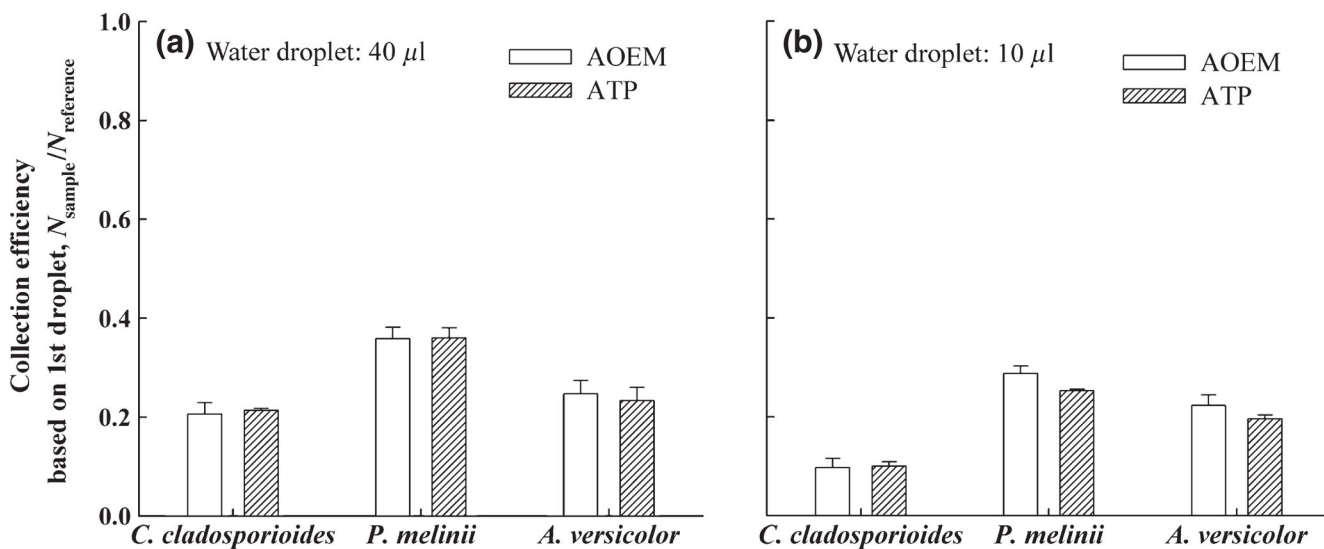 Collection efficiency
based on 1st droplet, Nsample/Nreference
1.0
0.8
0.6
0.4
0.2
0.0
(a) Water droplet: 40 µl
AOEM
ATP
C. cladosporioides P. melinii A. versicolor
(b) Water droplet: 10 µl
AOEM
ATP
C. cladosporioides P. melinii A. versicolor